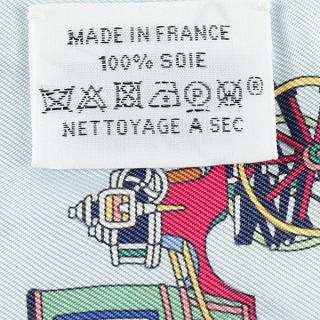 MADE IN FRANCE
100% SOIE
®
NETTOYAGE A SEC